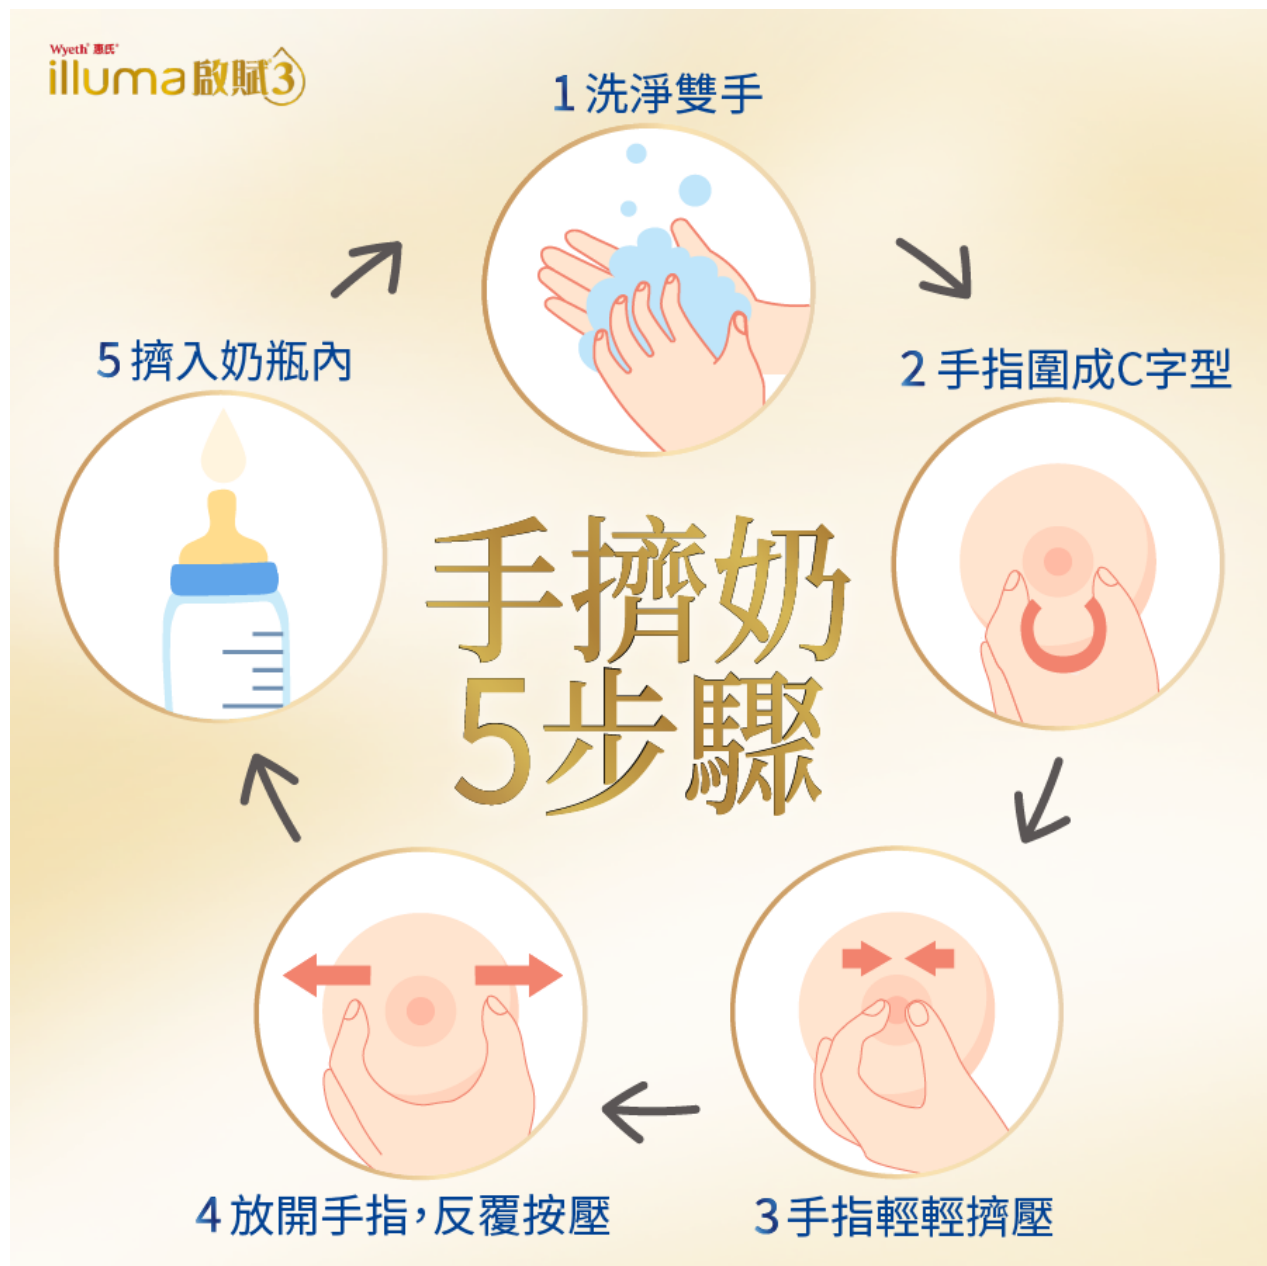 Wyeth® 惠氏®
illuma 啟賦3
1 洗淨雙手
2 手指圍成C字型
5 擠入奶瓶內
手擠奶
5步驟
4 放開手指,反覆按壓
3 手指輕輕擠壓